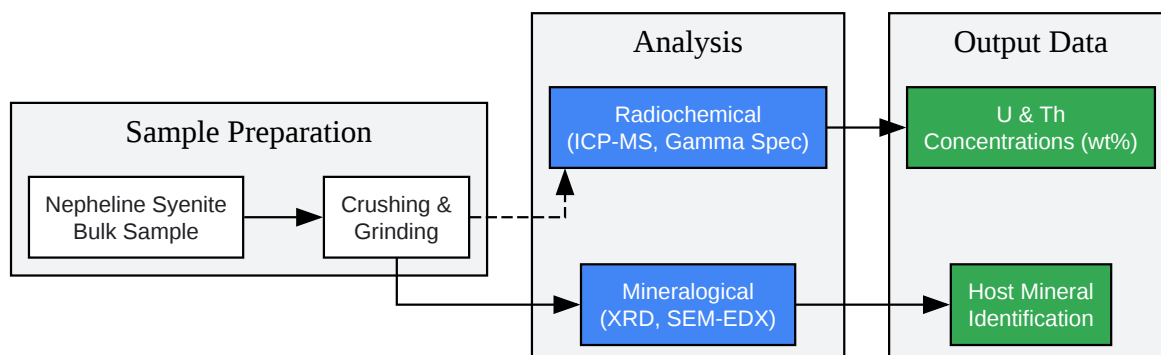 Sample Preparation
Nepheline Syenite
Bulk Sample
Crushing &
Grinding
Analysis
Radiochemical
(ICP-MS, Gamma Spec)
Mineralogical
(XRD, SEM-EDX)
Output Data
U & Th
Concentrations (wt%)
Host Mineral
Identification